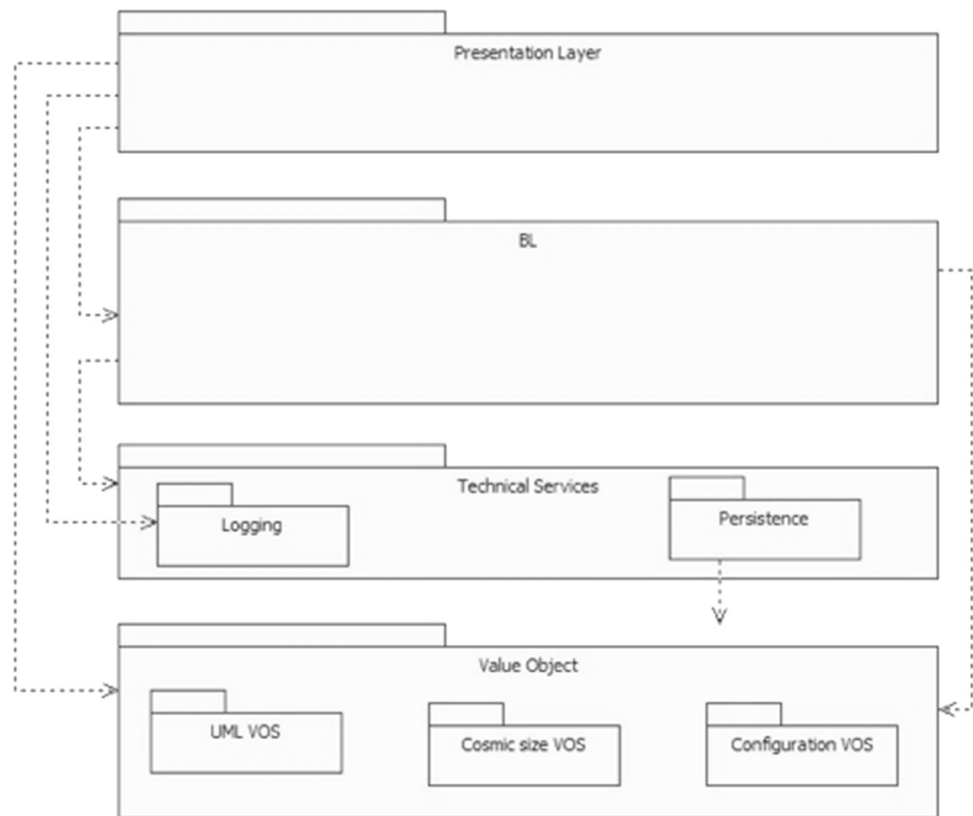 Presentation Layer
BL
Technical Services
Logging
Persistence
Value Object
UML VOS
Cosmic size VOS
Configuration VOS